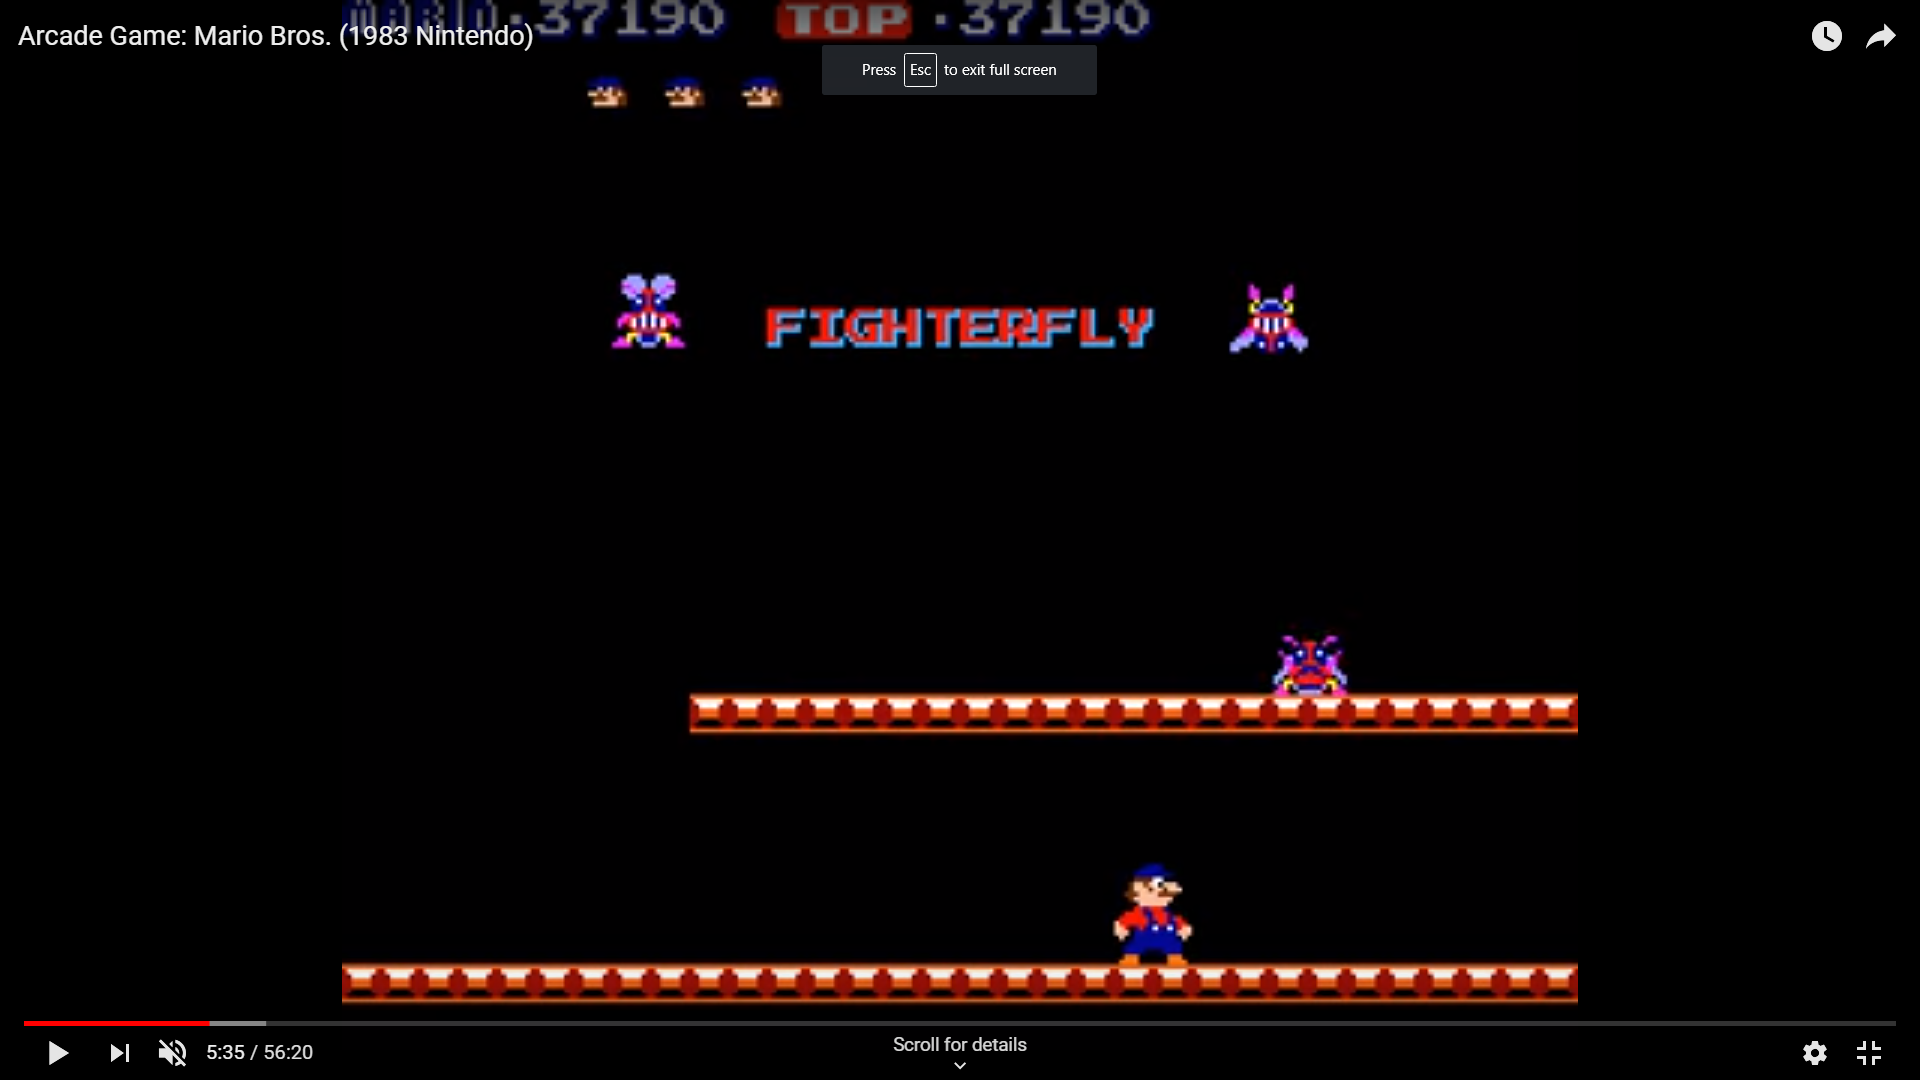 MARIO·37190 TOP ·37190
Arcade Game: Mario Bros. (1983 Nintendo)
Press Esc to exit full screen
FIGHTERFLY
Scroll for details
5:35 / 56:20